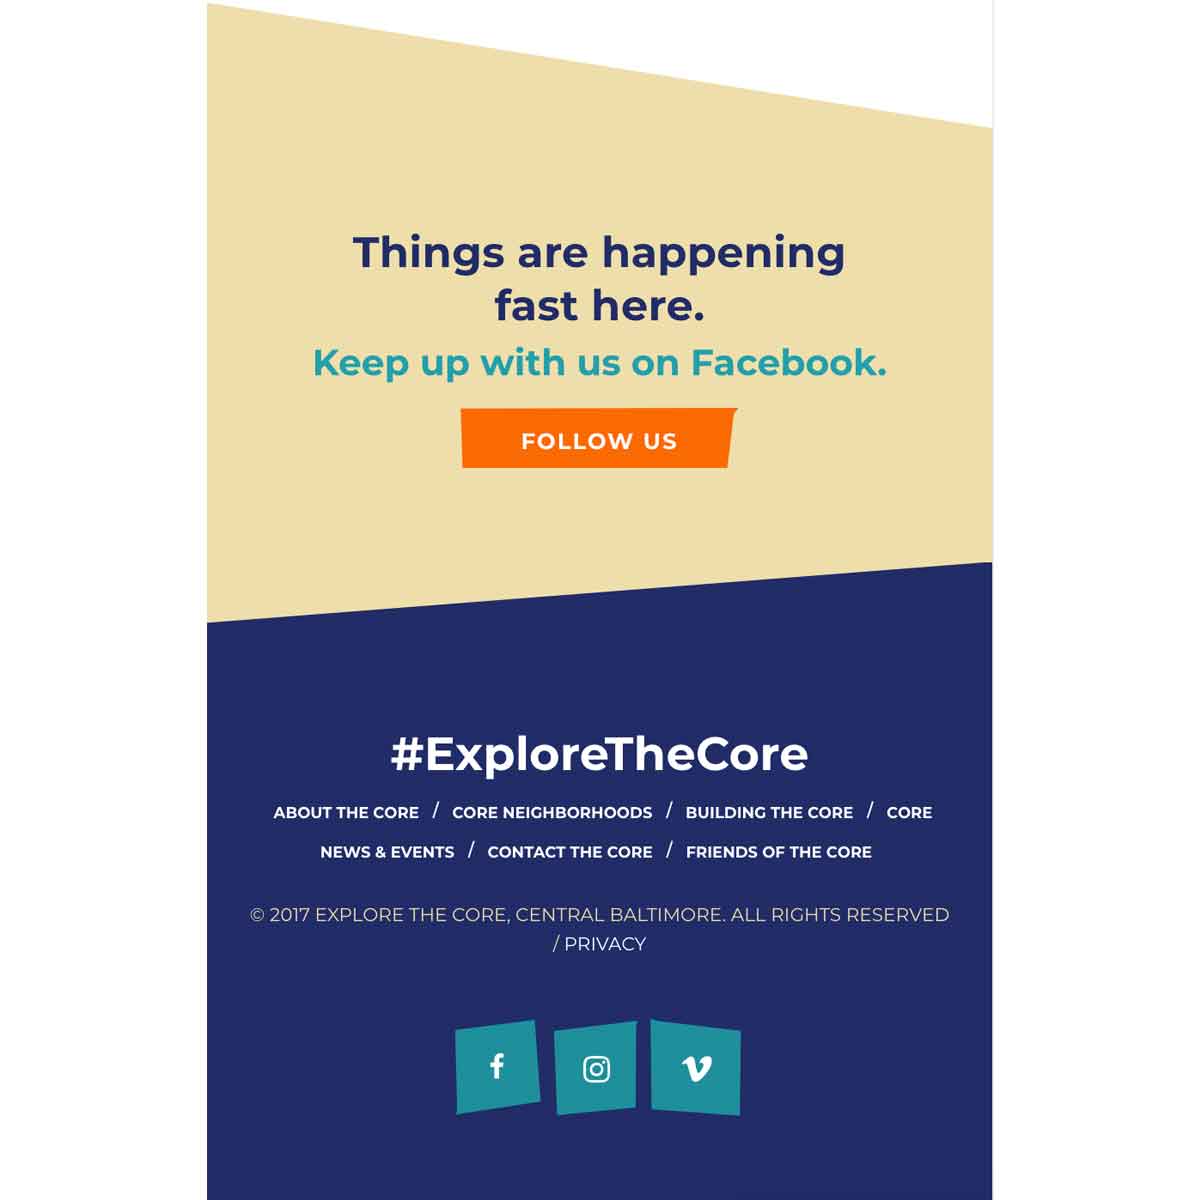 Things are happening
fast here.
Keep up with us on Facebook.
FOLLOW US
#ExploreTheCore
ABOUT THE CORE / CORE NEIGHBORHOODS / BUILDING THE CORE / CORE
NEWS & EVENTS / CONTACT THE CORE / FRIENDS OF THE CORE
© 2017 EXPLORE THE CORE, CENTRAL BALTIMORE. ALL RIGHTS RESERVED
/ PRIVACY